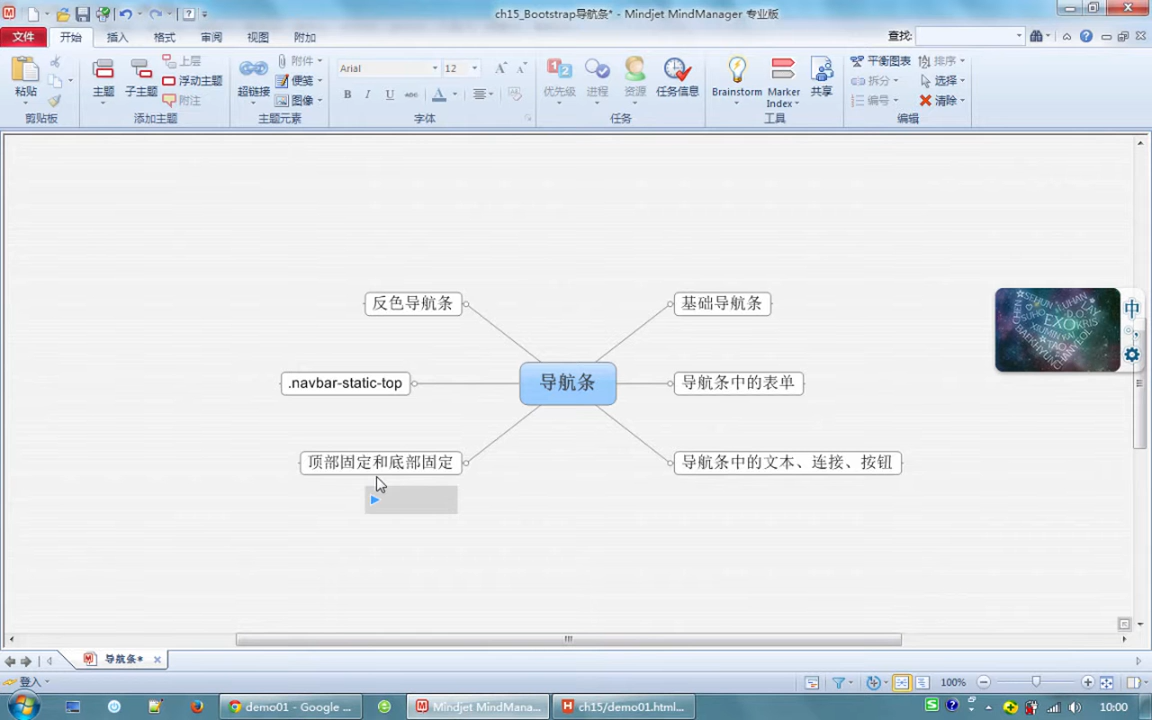 ch15_Bootstrap导航条* - Mindjet MindManager 专业版
文件 开始 插入 格式 审阅 视图 附加 查找:
粘贴 剪贴板
主题 子主题 上层 浮动主题 附注 添加主题
超链接 附件 便笺 图像 主题元素
Arial 12 B I U abc A 字体
优先级 进程 资源 任务信息 任务
Brainstorm Marker Index 共享 工具
平衡图表 排序 拆分 选择 编号 清除 编辑
反色导航条 基础导航条
.navbar-static-top 导航条 导航条中的表单
顶部固定和底部固定 导航条中的文本、连接、按钮
中
导航条*
登入 100%
demo01 - Google ... Mindjet MindMana... ch15/demo01.html... 10:00